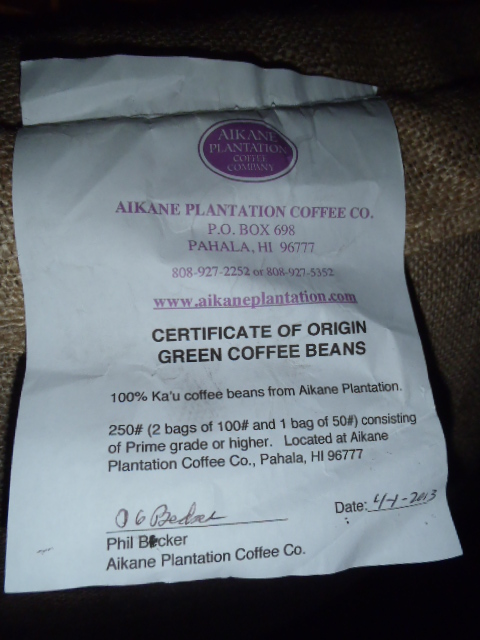 AIKANE
PLANTATION
COFFEE
COMPANY
AIKANE PLANTATION COFFEE CO.
P.O. BOX 698
PAHALA, HI 96777
808-927-2252 or 808-927-5352
www.aikaneplantation.com
CERTIFICATE OF ORIGIN
GREEN COFFEE BEANS
100% Ka'u coffee beans from Aikane Plantation.
250# (2 bags of 100# and 1 bag of 50#) consisting
of Prime grade or higher. Located at Aikane
Plantation Coffee Co., Pahala, HI 96777
Date: 4-1-2013
Phil Becker
Aikane Plantation Coffee Co.